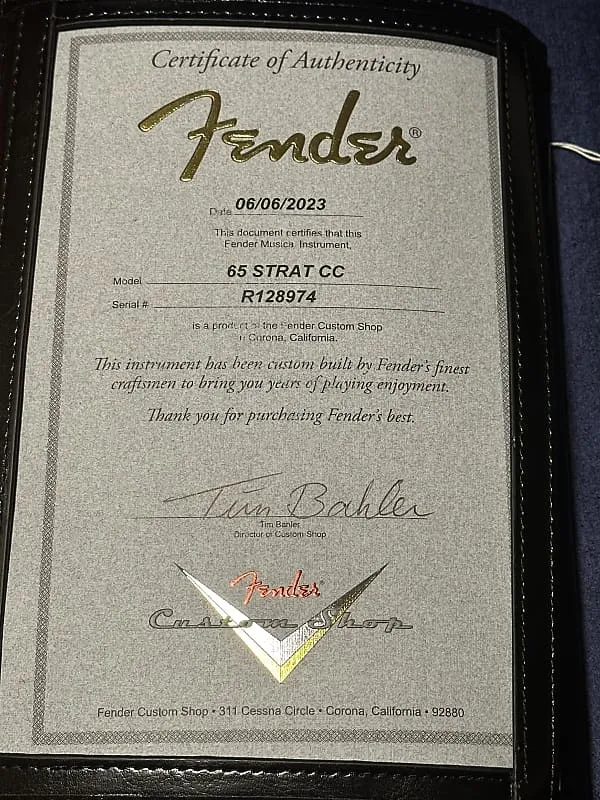 Certificate of Authenticity
Fender®
Date 06/06/2023
This document certifies that this
Fender Musical Instrument,
Model 65 STRAT CC
Serial # R128974
is a product of the Fender Custom Shop
in Corona, California.
This instrument has been custom built by Fender's finest
craftsmen to bring you years of playing enjoyment.
Thank you for purchasing Fender's best.
Tim Bahler
Tim Bahler
Director of Custom Shop
Fender®
Custom Shop
Fender Custom Shop • 311 Cessna Circle • Corona, California • 92880